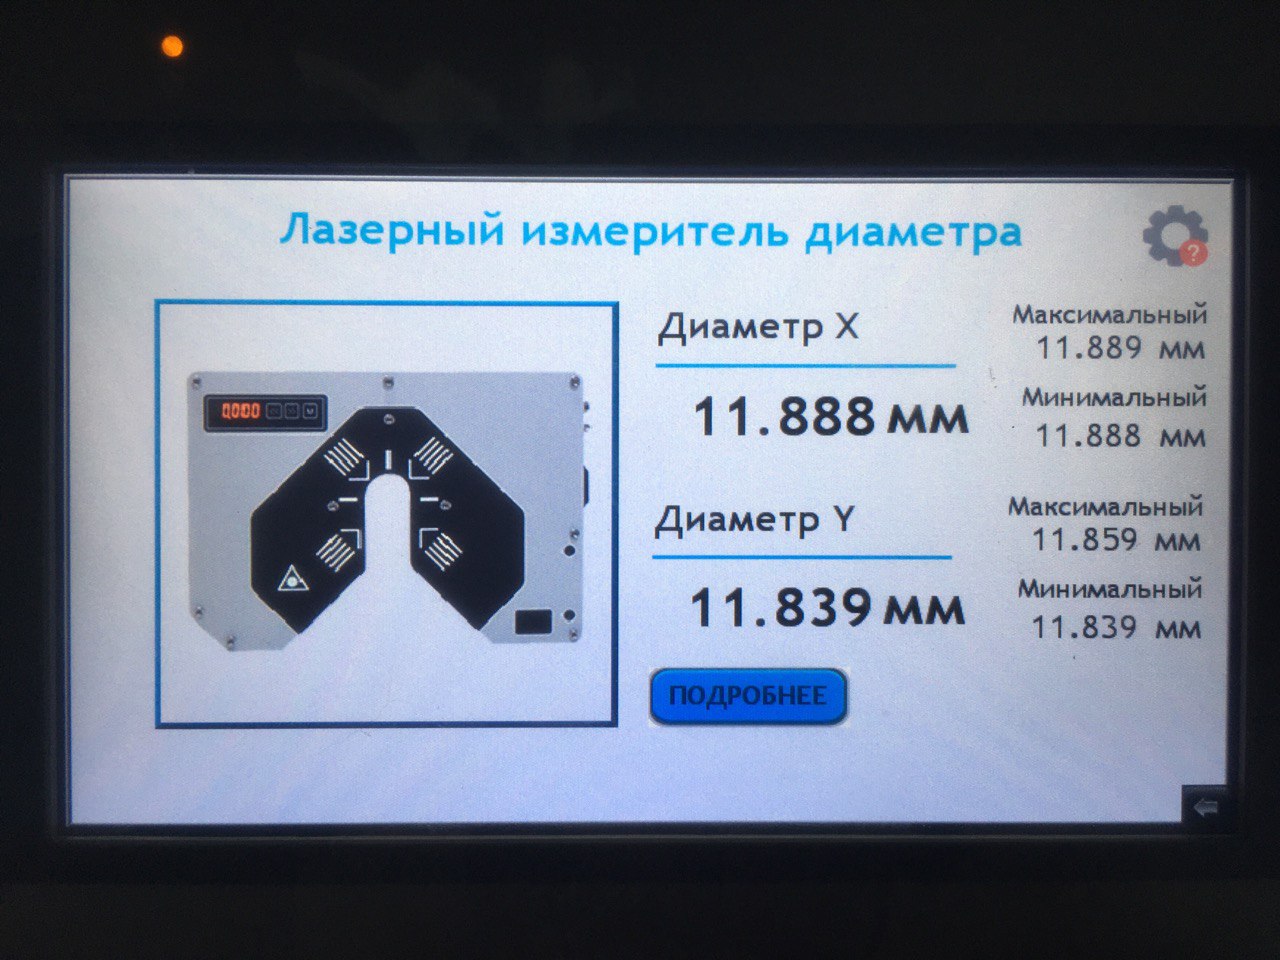 Лазерный измеритель диаметра
?
0.000
Диаметр X
11.888 мм
Максимальный
11.889 мм
Минимальный
11.888 мм
Диаметр Y
11.839 мм
Максимальный
11.859 мм
Минимальный
11.839 мм
ПОДРОБНЕЕ